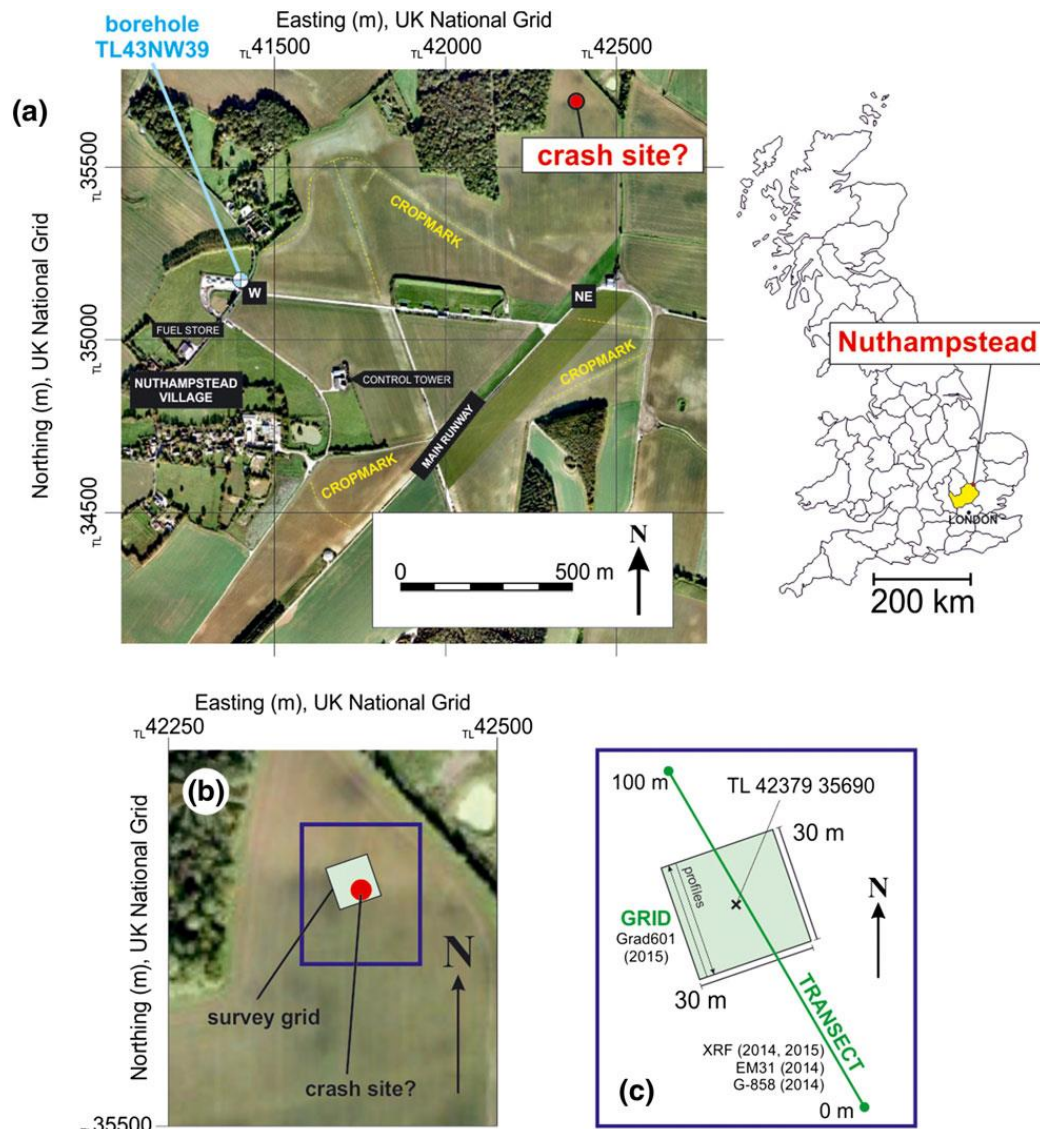 Easting (m), UK National Grid
borehole
TL43NW39
TL41500
TL42000
TL42500
(a)
crash site?
TL35500
CROPMARK
Northing (m), UK National Grid
W
NE
TL35000
FUEL STORE
CROPMARK
NUTHAMPSTEAD
VILLAGE
CONTROL TOWER
MAIN RUNWAY
CROPMARK
TL34500
0
500 m
N
Nuthampstead
LONDON
200 km
Easting (m), UK National Grid
TL42250
TL42500
(b)
Northing (m), UK National Grid
N
survey grid
crash site?
TL35500
100 m
TL 42379 35690
30 m
profiles
N
GRID
Grad601
(2015)
30 m
TRANSECT
XRF (2014, 2015)
EM31 (2014)
G-858 (2014)
(c)
0 m